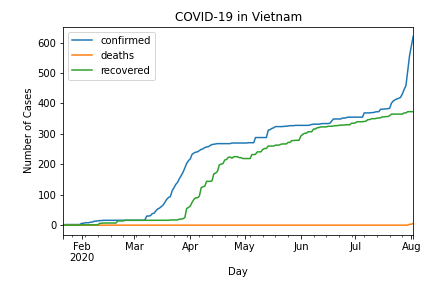 COVID-19 in Vietnam
confirmed
deaths
recovered
Number of Cases
600
500
400
300
200
100
0
Feb Mar Apr May Jun Jul Aug
2020
Day